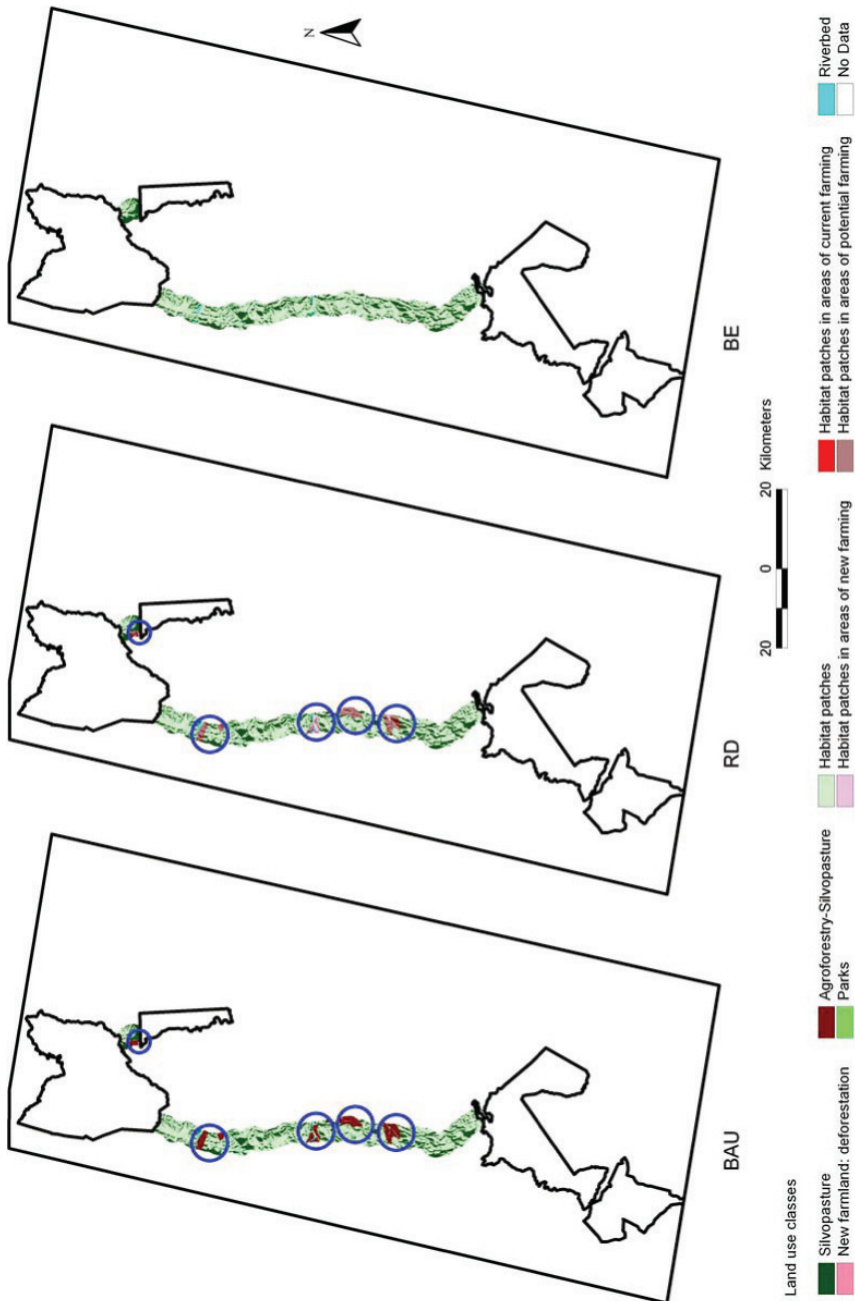 N
BAU
RD
BE
20 0 20 Kilometers
Land use classes
Silvopasture
New farmland: deforestation
Agroforestry-Silvopasture
Parks
Habitat patches
Habitat patches in areas of new farming
Habitat patches in areas of current farming
Habitat patches in areas of potential farming
Riverbed
No Data